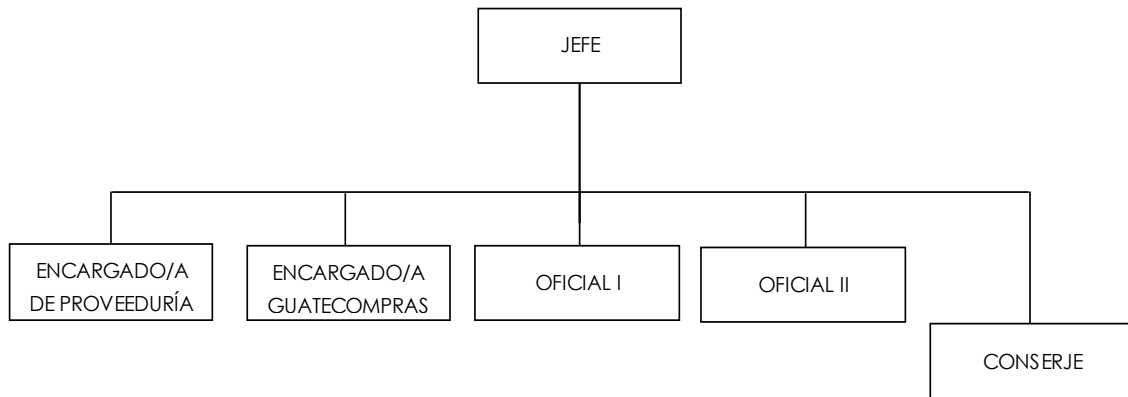 JEFE
ENCARGADO/A
DE PROVEEDURÍA
ENCARGADO/A
GUATECOMPRAS
OFICIAL I
OFICIAL II
CONSERJE